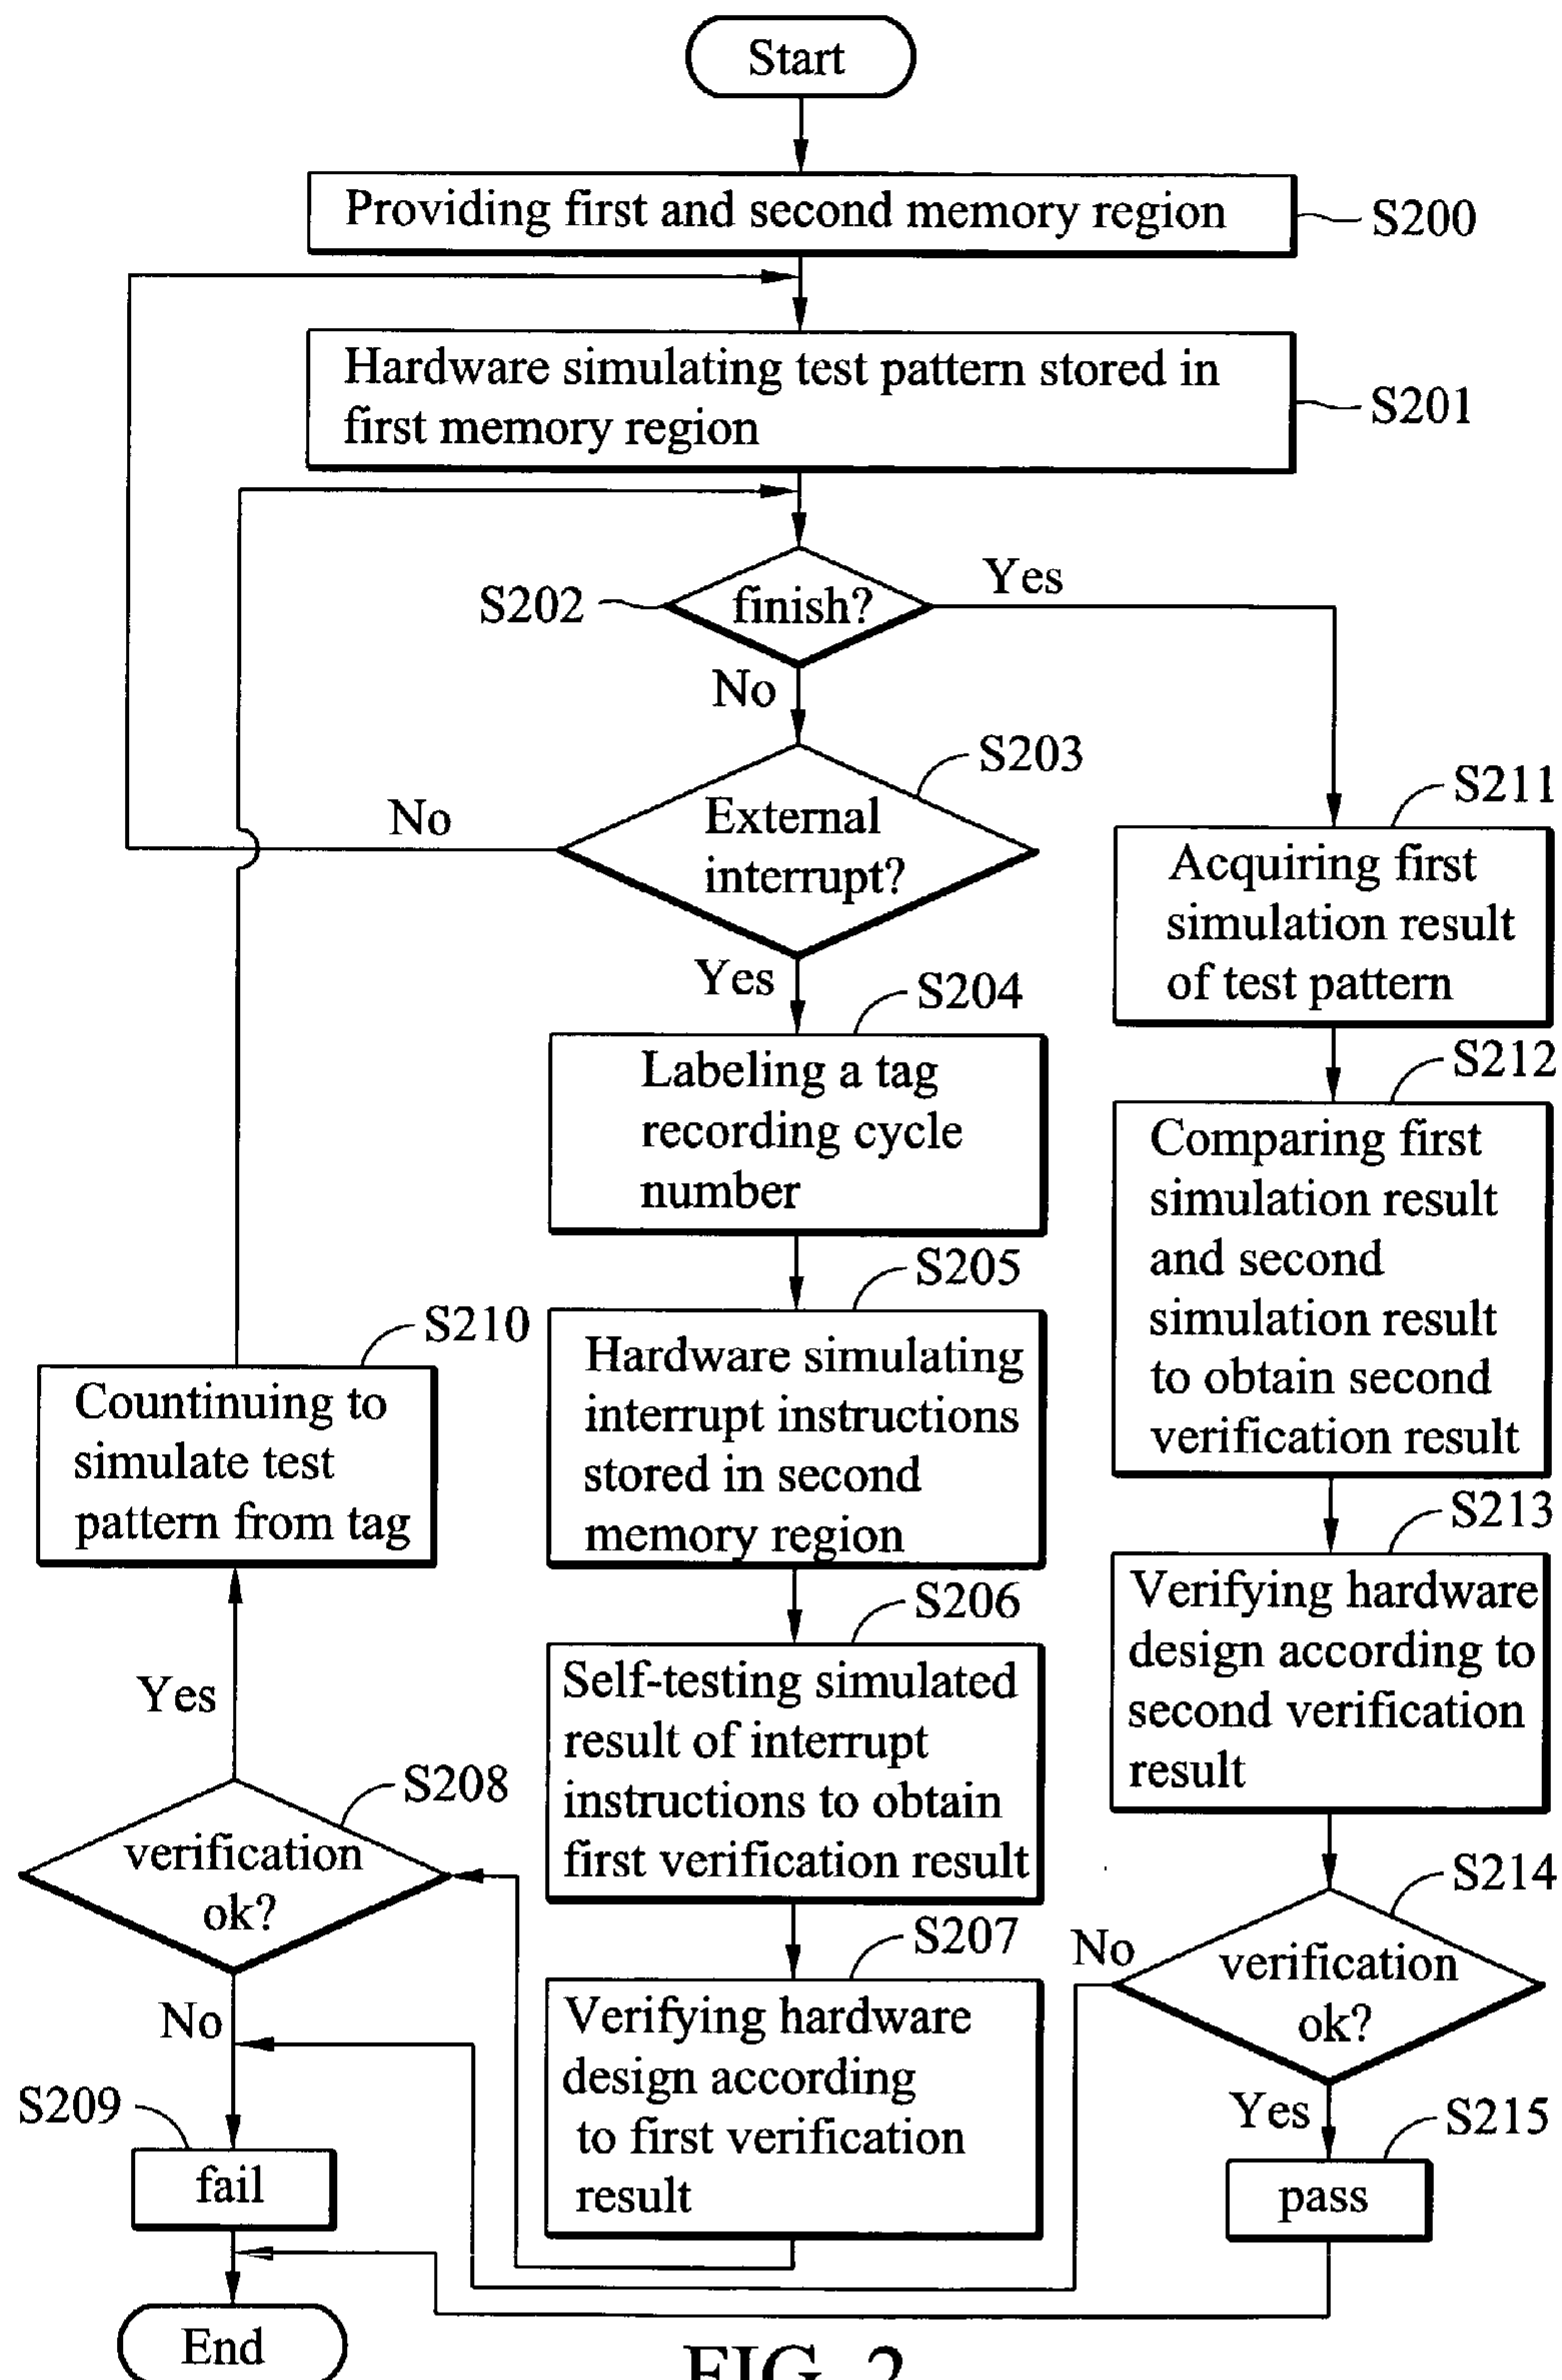 Start
Providing first and second memory region
S200
Hardware simulating test pattern stored in
first memory region
S201
S202
finish?
Yes
No
S203
External
interrupt?
No
Yes
S211
Acquiring first
simulation result
of test pattern
S204
Labeling a tag
recording cycle
number
S212
Comparing first
simulation result
and second
simulation result
to obtain second
verification result
S205
Hardware simulating
interrupt instructions
stored in second
memory region
S210
Countinuing to
simulate test
pattern from tag
S213
Verifying hardware
design according to
second verification
result
S206
Self-testing simulated
result of interrupt
instructions to obtain
first verification result
Yes
S208
verification
ok?
No
S207
Verifying hardware
design according
to first verification
result
S214
verification
ok?
No
Yes
S209
fail
S215
pass
End
FIG. 2